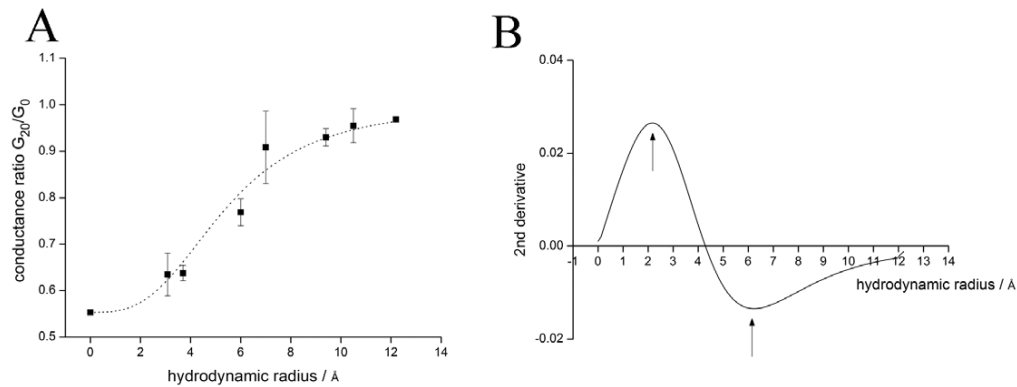 A
conductance ratio G20/G0
1.1
1.0
0.9
0.8
0.7
0.6
0.5
0 2 4 6 8 10 12 14
hydrodynamic radius / Å
B
2nd derivative
0.04
0.02
0.00
-0.02
-1 0 1 2 3 4 5 6 7 8 9 10 11 12 13 14
hydrodynamic radius / Å